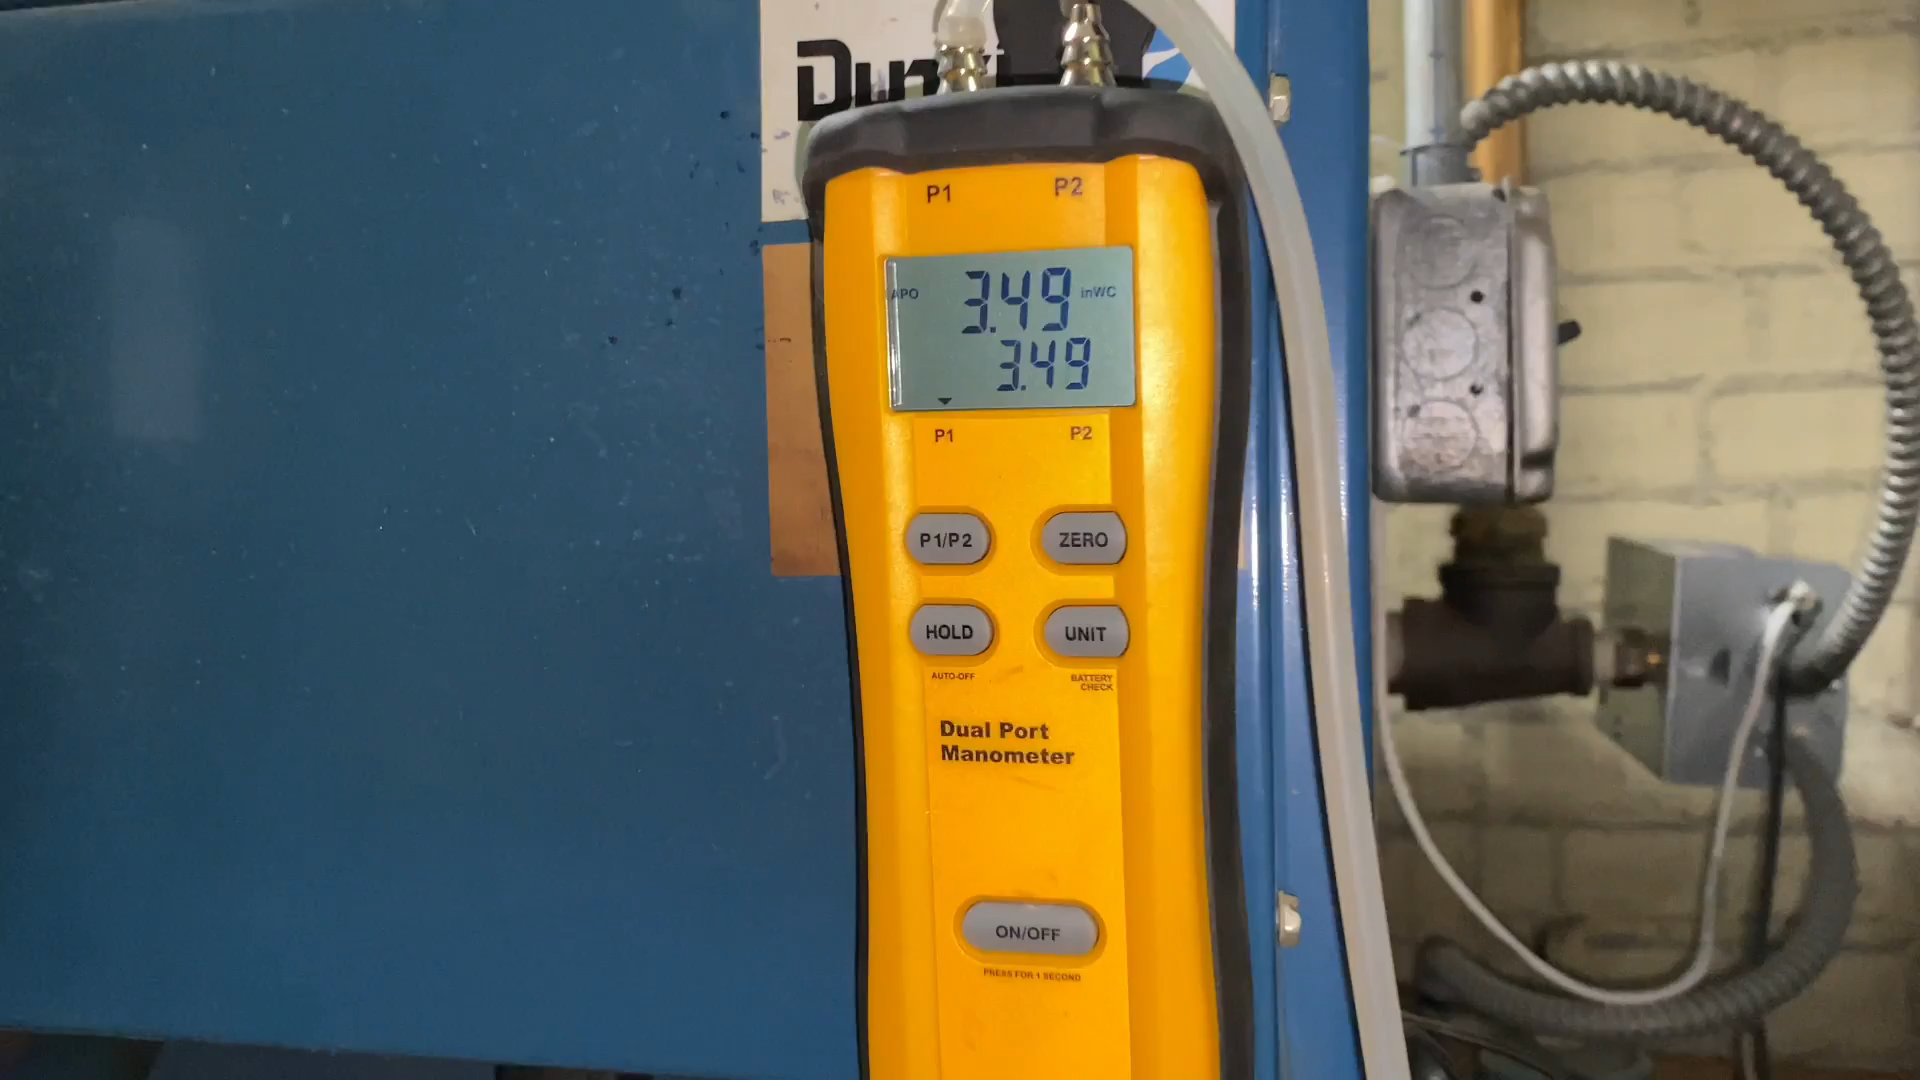 P1 P2
APO 3.49 inWC
3.49
P1 P2
P1/P2 ZERO
HOLD UNIT
AUTO-OFF BATTERY
CHECK
Dual Port
Manometer
ON/OFF
PRESS FOR 1 SECOND